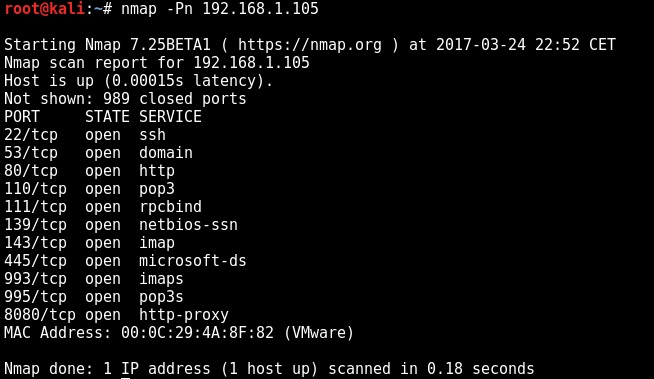 root@kali:~# nmap -Pn 192.168.1.105
Starting Nmap 7.25BETA1 ( https://nmap.org ) at 2017-03-24 22:52 CET
Nmap scan report for 192.168.1.105
Host is up (0.00015s latency).
Not shown: 989 closed ports
PORT     STATE SERVICE
22/tcp   open  ssh
53/tcp   open  domain
80/tcp   open  http
110/tcp  open  pop3
111/tcp  open  rpcbind
139/tcp  open  netbios-ssn
143/tcp  open  imap
445/tcp  open  microsoft-ds
993/tcp  open  imaps
995/tcp  open  pop3s
8080/tcp open  http-proxy
MAC Address: 00:0C:29:4A:8F:82 (VMware)
Nmap done: 1 IP address (1 host up) scanned in 0.18 seconds